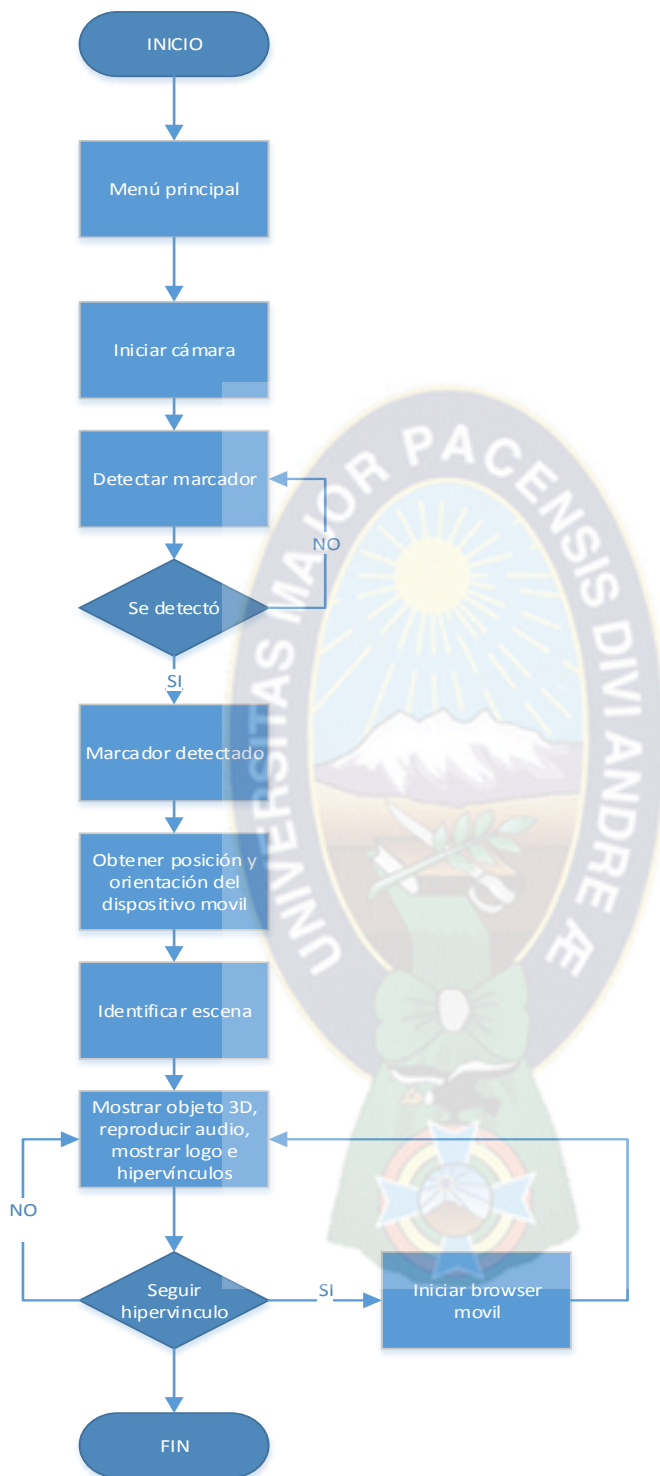 INICIO
Menú principal
Iniciar cámara
Detectar marcador
NO
Se detectó
SI
Marcador detectado
Obtener posición y
orientación del
dispositivo movil
Identificar escena
Mostrar objeto 3D,
reproducir audio,
mostrar logo e
hipervínculos
NO
Seguir
hipervinculo
SI
Iniciar browser
movil
FIN
UNIVERSITAS MAJOR PACENSIS DIVI ANDRE Æ